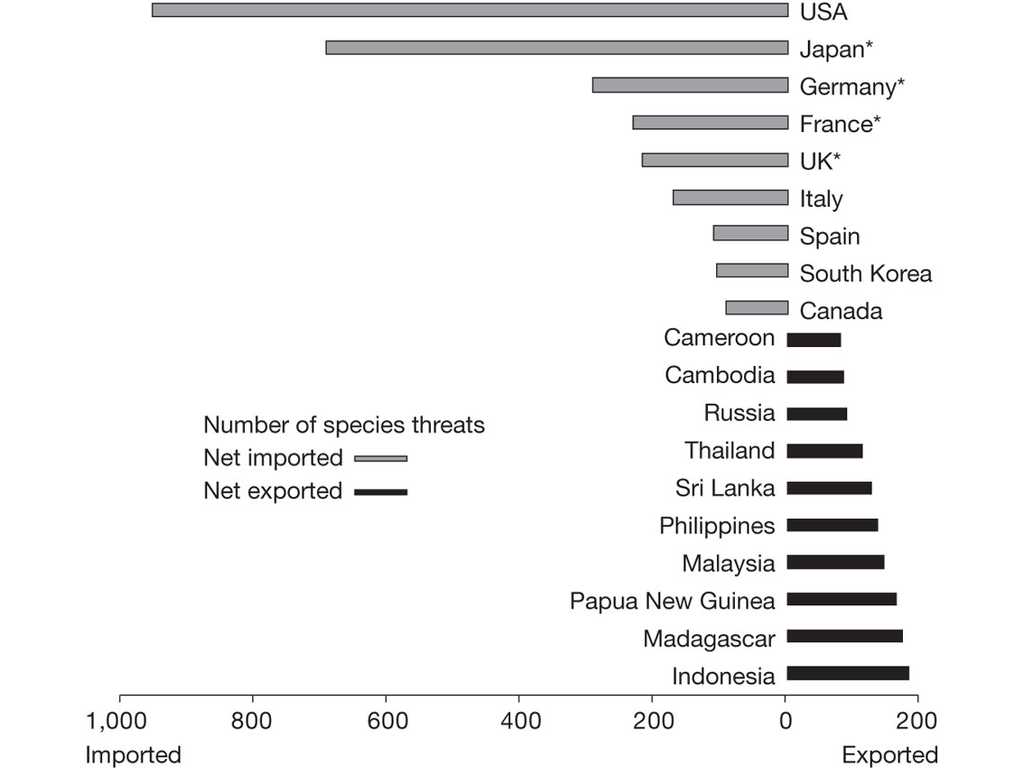 USA
Japan*
Germany*
France*
UK*
Italy
Spain
South Korea
Canada
Cameroon
Cambodia
Russia
Thailand
Sri Lanka
Philippines
Malaysia
Papua New Guinea
Madagascar
Indonesia
Number of species threats
Net imported
Net exported
1,000 800 600 400 200 0 200
Imported Exported